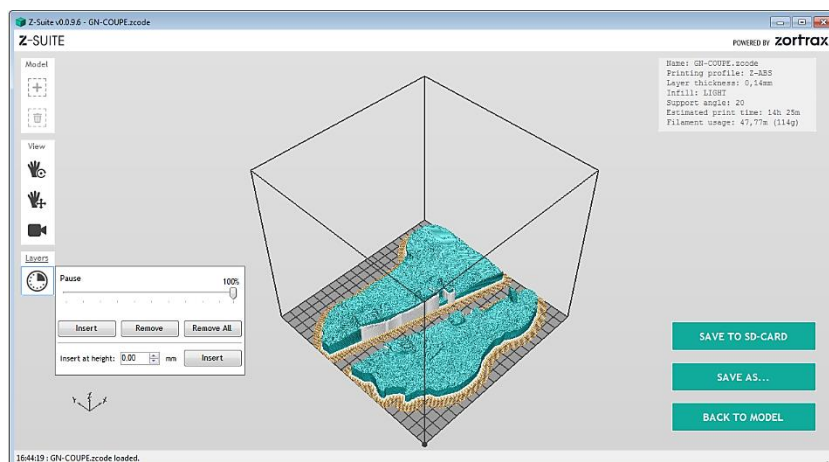 Z-Suite v0.0.9.6 - GN-COUPE.zcode
Z-SUITE
POWERED BY zortrax
Model
Name: GN-COUPE.zcode
Printing profile: Z-ABS
Layer thickness: 0,14mm
Infill: LIGHT
Support angle: 20
Estimated print time: 14h 25m
Filament usage: 47,77m (114g)
View
Layers
Pause
100%
Insert
Remove
Remove All
Insert at height:
0.00
mm
Insert
SAVE TO SD-CARD
SAVE AS...
BACK TO MODEL
Y
Z
X
16:44:19 : GN-COUPE.zcode loaded.